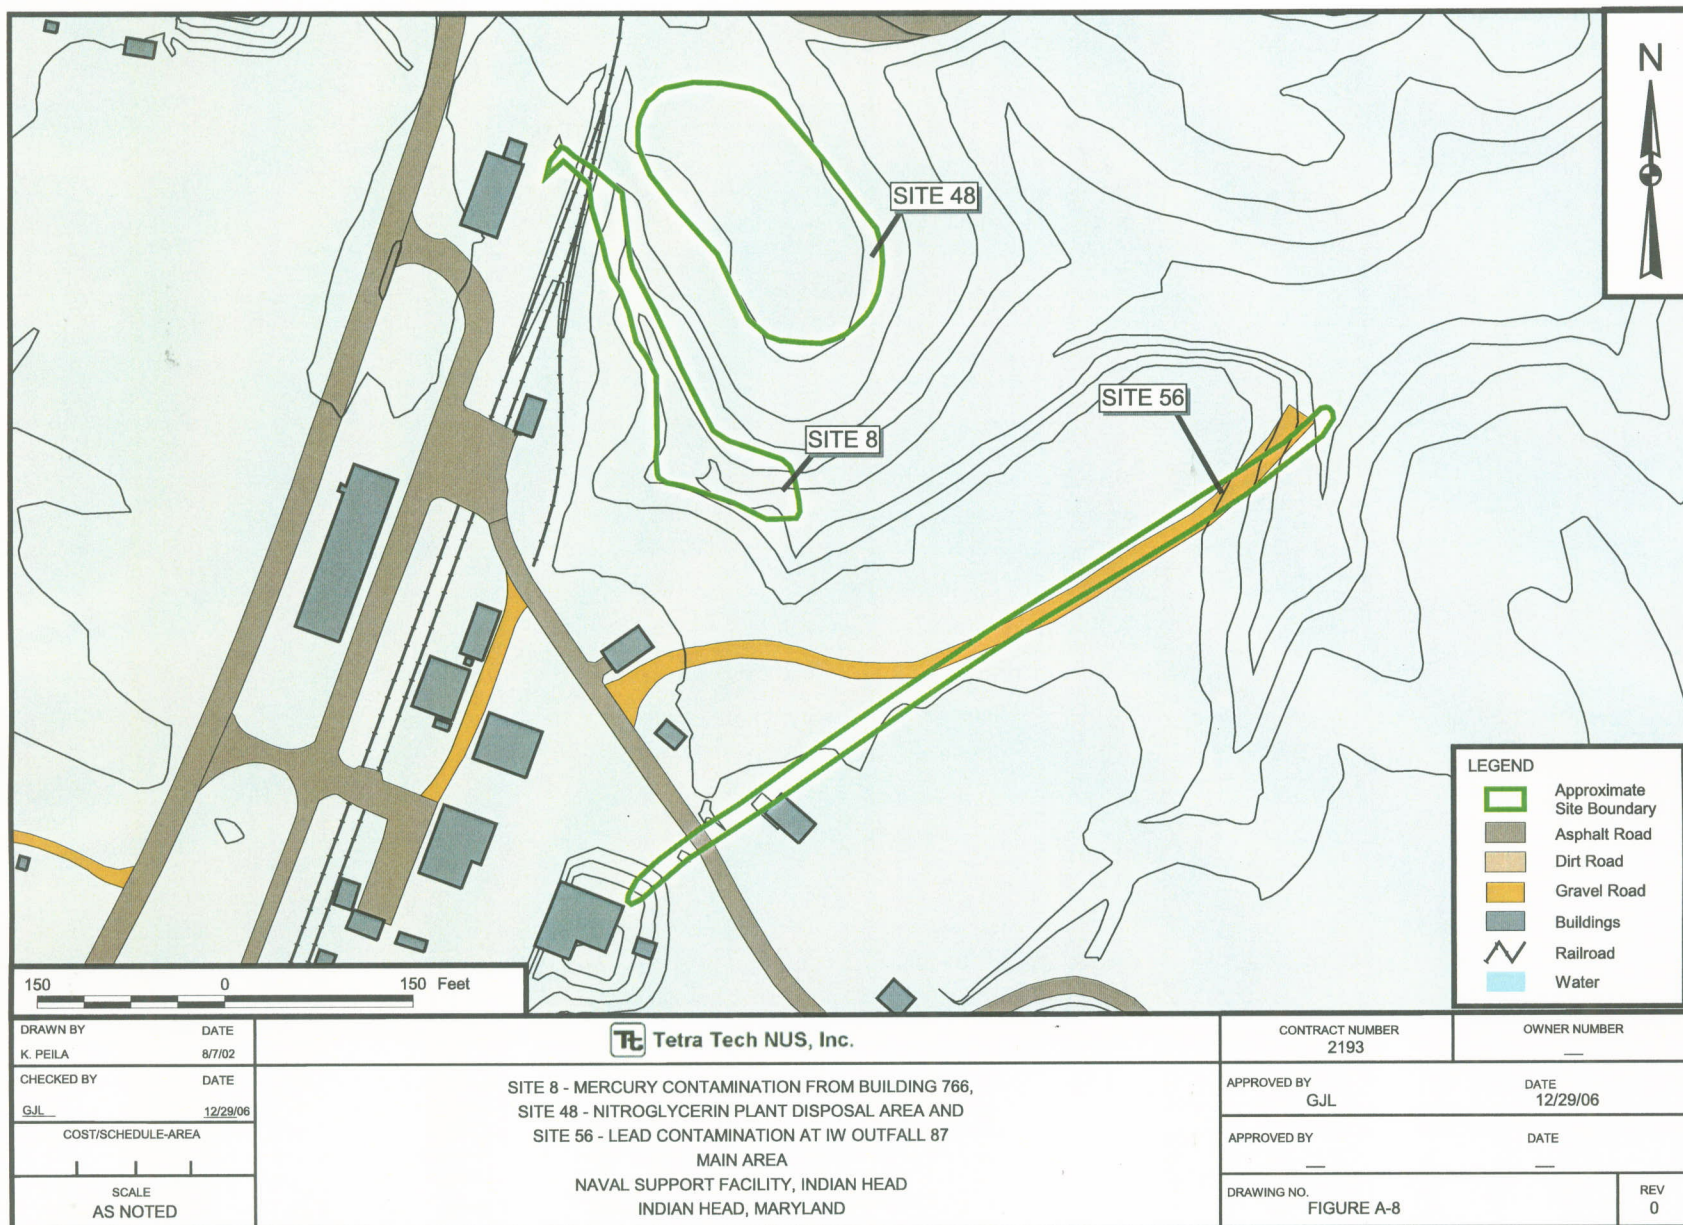 N
SITE 48
SITE 56
SITE 8
LEGEND
Approximate
Site Boundary
Asphalt Road
Dirt Road
Gravel Road
Buildings
Railroad
Water
150 0 150 Feet
DRAWN BY DATE
K. PEILA 8/7/02
CHECKED BY DATE
GJL 12/29/06
COST/SCHEDULE-AREA
SCALE
AS NOTED
Tt Tetra Tech NUS, Inc.
SITE 8 - MERCURY CONTAMINATION FROM BUILDING 766,
SITE 48 - NITROGLYCERIN PLANT DISPOSAL AREA AND
SITE 56 - LEAD CONTAMINATION AT IW OUTFALL 87
MAIN AREA
NAVAL SUPPORT FACILITY, INDIAN HEAD
INDIAN HEAD, MARYLAND
CONTRACT NUMBER
2193
OWNER NUMBER
APPROVED BY DATE
GJL 12/29/06
APPROVED BY DATE
DRAWING NO.
FIGURE A-8
REV
0